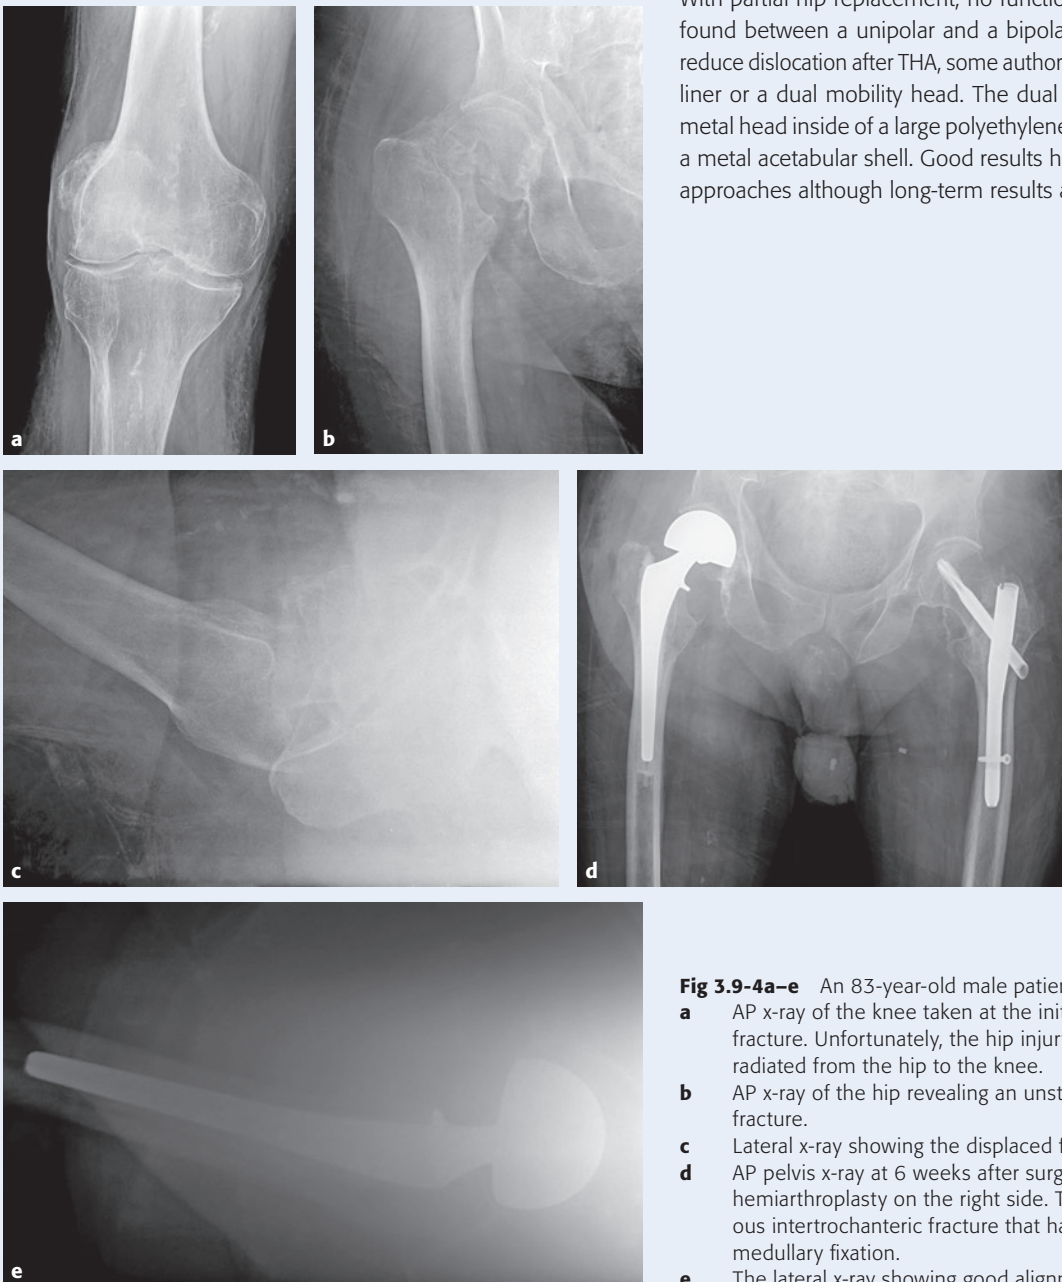 With partial hip replacement, no function
found between a unipolar and a bipola
reduce dislocation after THA, some author
liner or a dual mobility head. The dual
metal head inside of a large polyethylene
a metal acetabular shell. Good results h
approaches although long-term results a
a
b
c
d
e
Fig 3.9-4a–e An 83-year-old male patien
a AP x-ray of the knee taken at the init
fracture. Unfortunately, the hip injur
radiated from the hip to the knee.
b AP x-ray of the hip revealing an unst
fracture.
c Lateral x-ray showing the displaced f
d AP pelvis x-ray at 6 weeks after surg
hemiarthroplasty on the right side. T
ous intertrochanteric fracture that ha
medullary fixation.
e The lateral x-ray showing good alignm